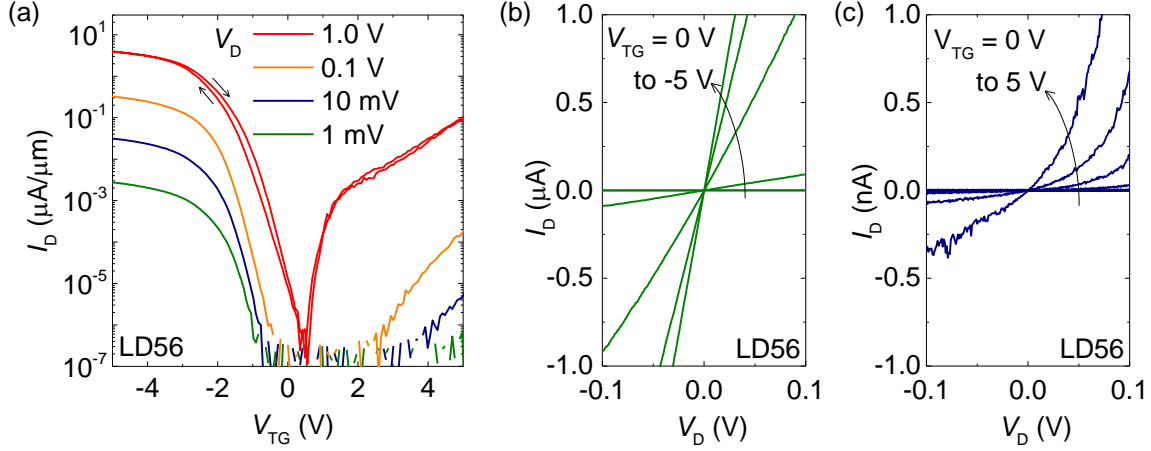 (a)
10¹
10⁻¹
10⁻³
10⁻⁵
10⁻⁷
I_D (μA/μm)
V_D
1.0 V
0.1 V
10 mV
1 mV
LD56
-4 -2 0 2 4
V_TG (V)
(b)
1.0
0.5
0.0
-0.5
-1.0
I_D (μA)
V_TG = 0 V
to -5 V
LD56
-0.1 0.0 0.1
V_D (V)
(c)
1.0
0.5
0.0
-0.5
-1.0
I_D (nA)
V_TG = 0 V
to 5 V
LD56
-0.1 0.0 0.1
V_D (V)